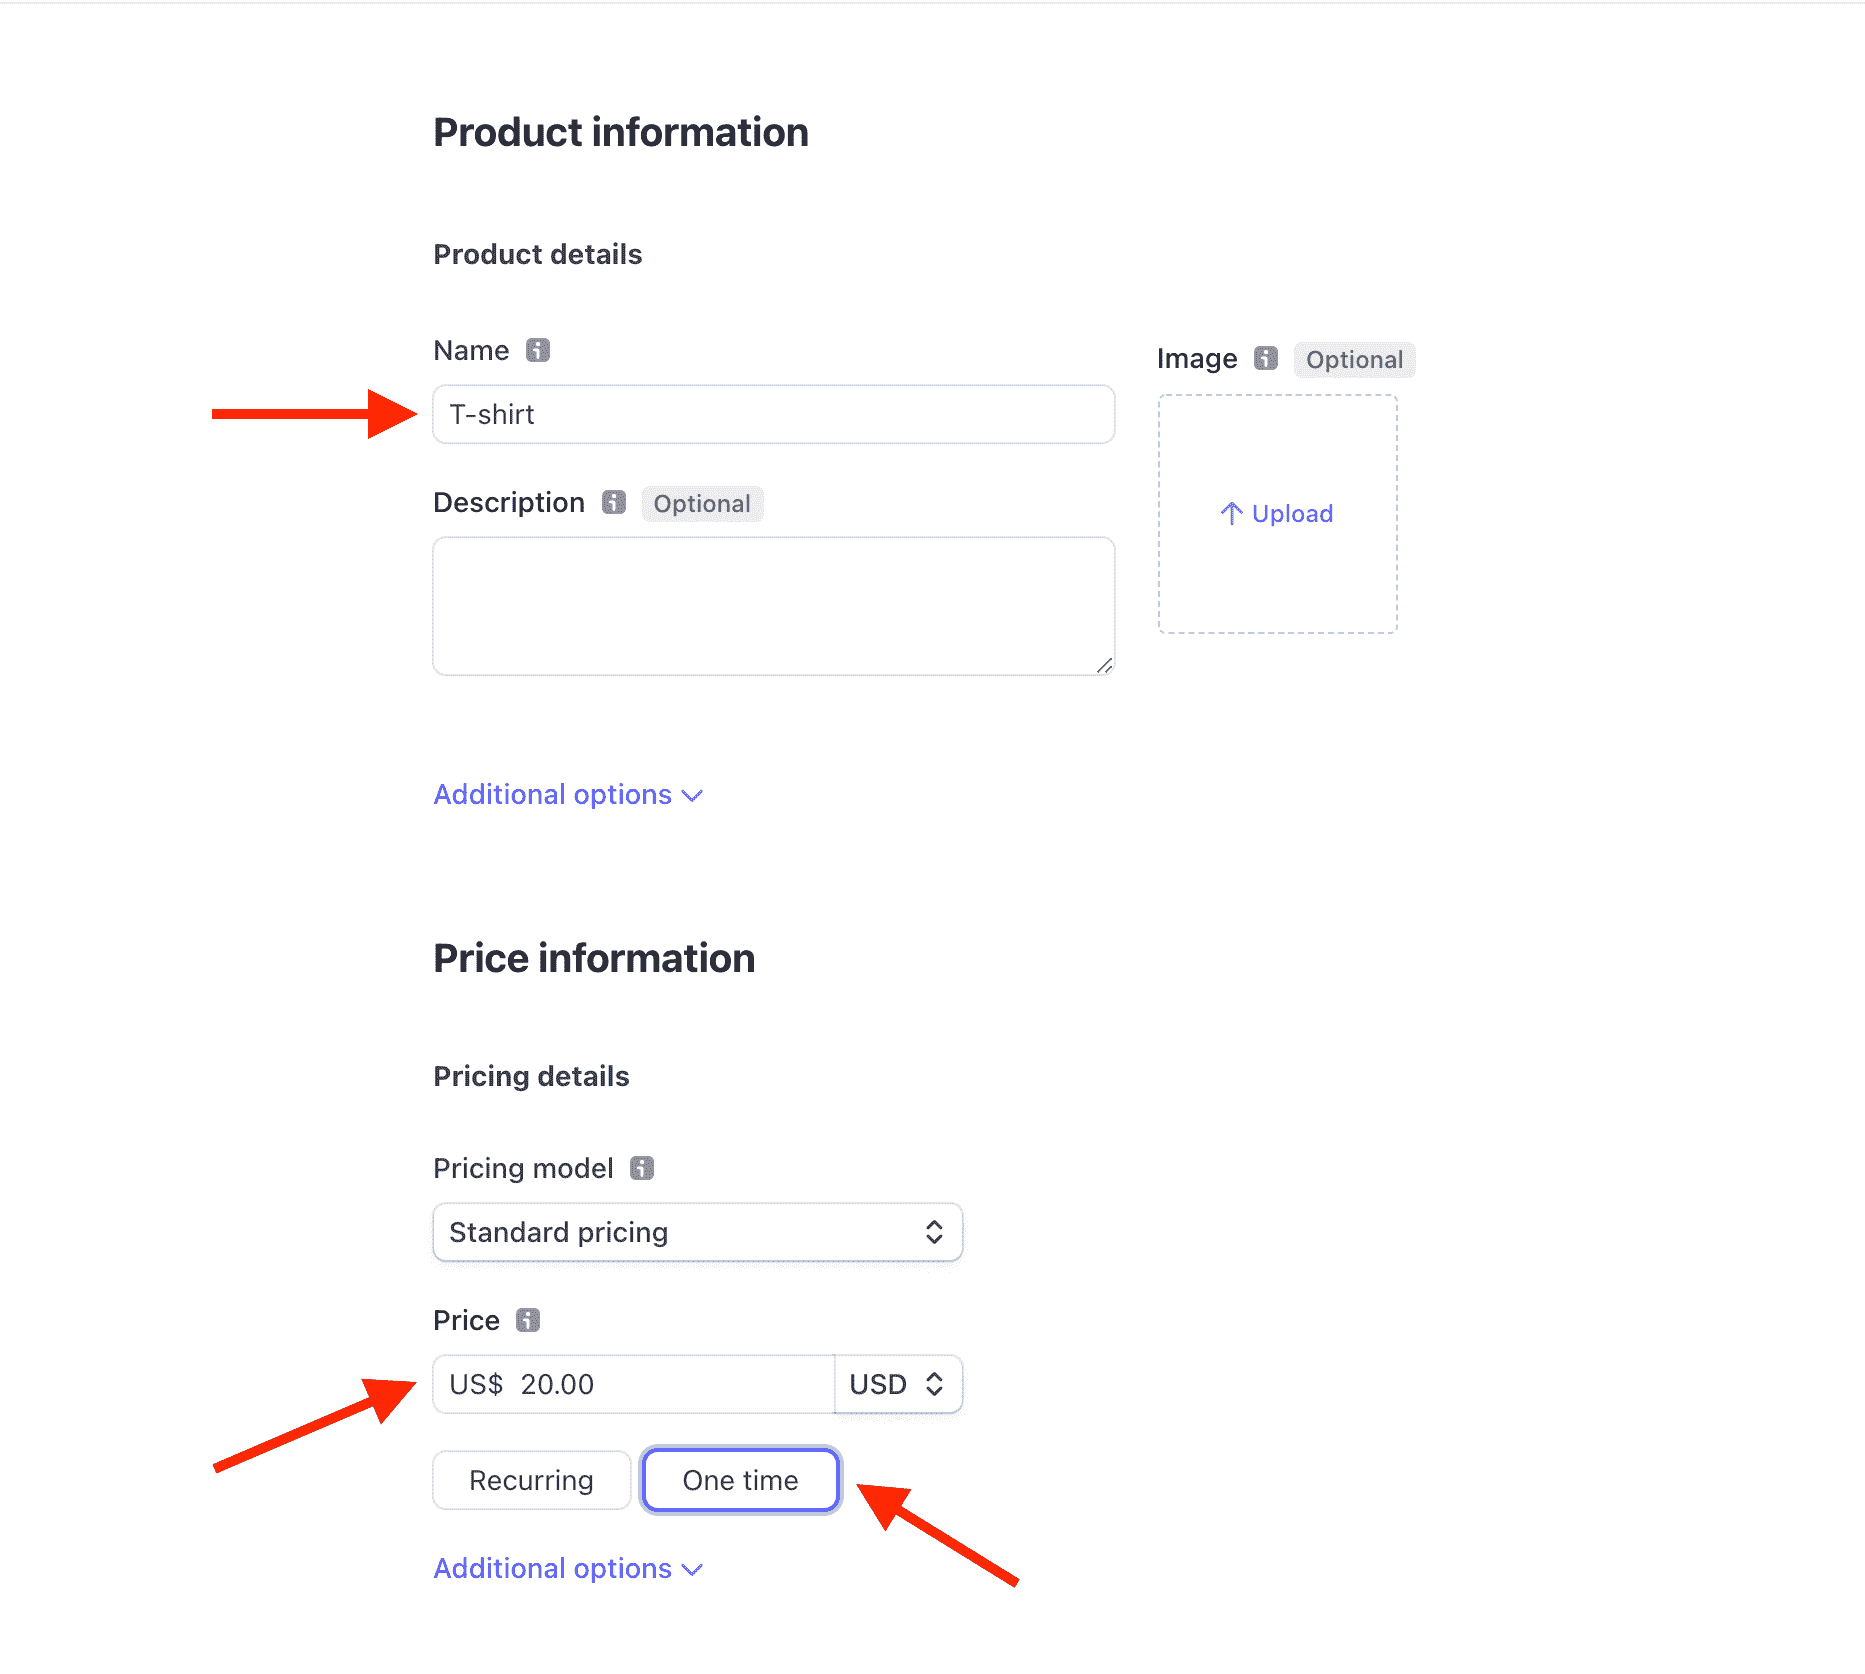 Product information
Product details
Name
T-shirt
Image Optional
Upload
Description Optional
Additional options
Price information
Pricing details
Pricing model
Standard pricing
Price
US$ 20.00 USD
Recurring One time
Additional options